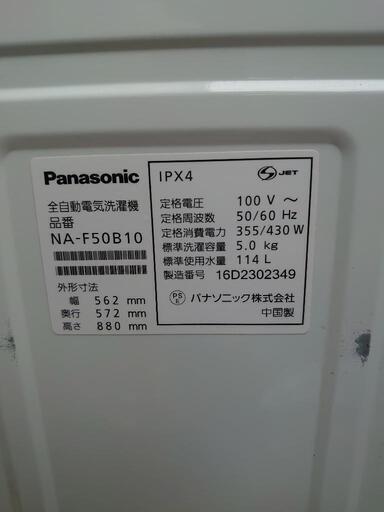 Panasonic
全自動電気洗濯機
品番
NA-F50B10
外形寸法
幅 562 mm
奥行 572 mm
高さ 880 mm
IPX4
S JET
定格電圧 100 V ～
定格周波数 50/60 Hz
定格消費電力 355/430 W
標準洗濯容量 5.0 kg
標準使用水量 114 L
製造番号 16D2302349
PS E パナソニック株式会社
中国製